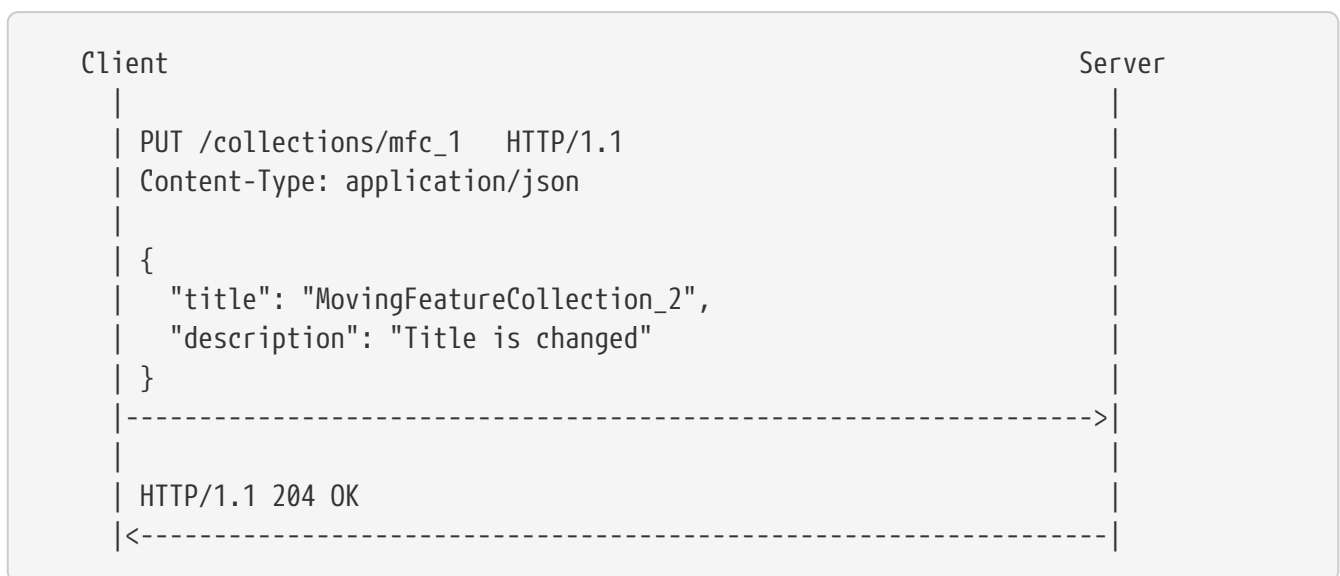 Client                                                                 Server
  |                                                                      |
  | PUT /collections/mfc_1   HTTP/1.1                                    |
  | Content-Type: application/json                                       |
  |                                                                      |
  | {                                                                    |
  |   "title": "MovingFeatureCollection_2",                              |
  |   "description": "Title is changed"                                  |
  | }                                                                    |
  |--------------------------------------------------------------------->|
  |                                                                      |
  | HTTP/1.1 204 OK                                                      |
  |<---------------------------------------------------------------------|